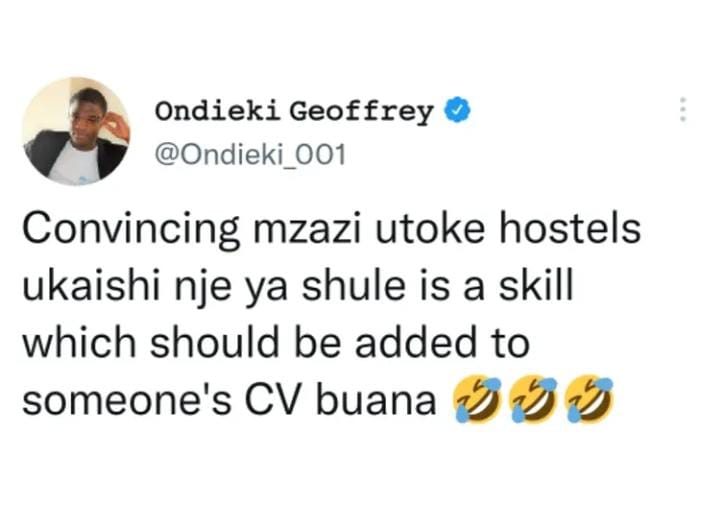 Ondieki Geoffrey
@Ondieki_001
Convincing mzazi utoke hostels
ukaishi nje ya shule is a skill
which should be added to
someone's CV buana 🤣🤣🤣